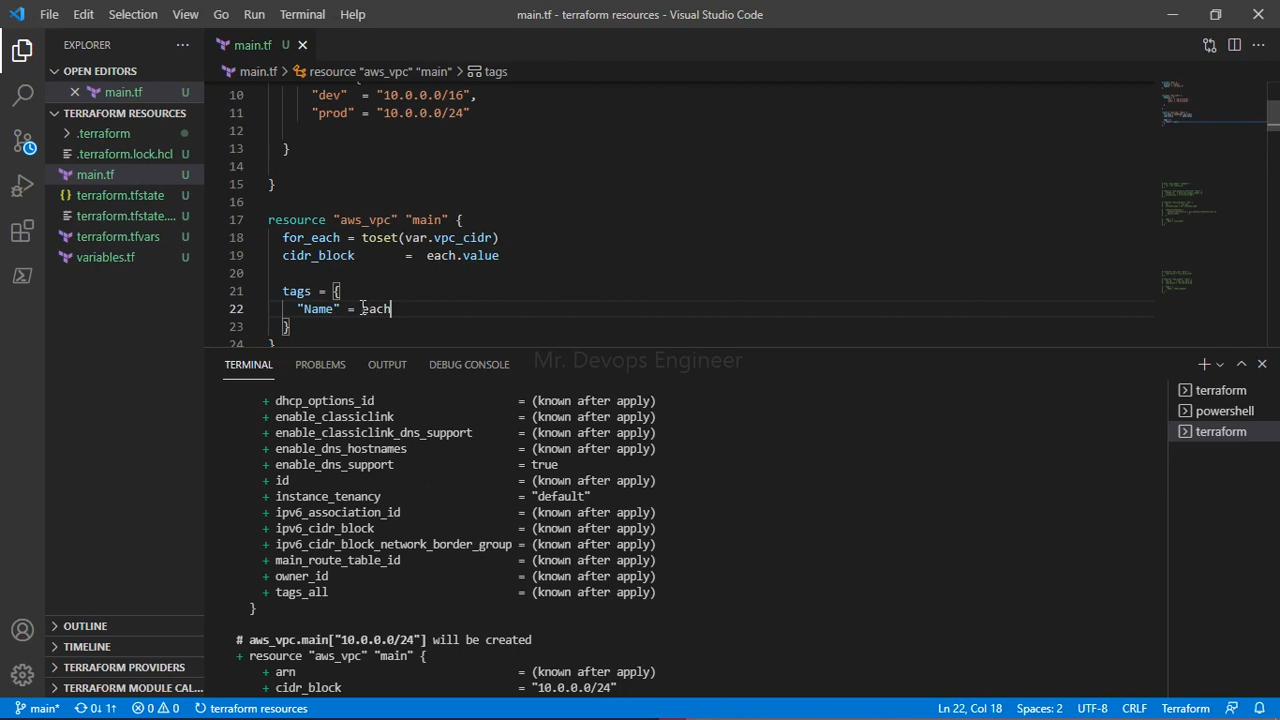 File Edit Selection View Go Run Terminal Help
main.tf - terraform resources - Visual Studio Code
EXPLORER
OPEN EDITORS
main.tf U
TERRAFORM RESOURCES
.terraform
.terraform.lock.hcl U
main.tf U
terraform.tfstate U
terraform.tfstate.... U
terraform.tfvars U
variables.tf U
OUTLINE
TIMELINE
TERRAFORM PROVIDERS
TERRAFORM MODULE CAL...
main.tf U
main.tf > resource "aws_vpc" "main" > tags
10 "dev" = "10.0.0.0/16",
11 "prod" = "10.0.0.0/24"
12
13 }
14
15 }
16
17 resource "aws_vpc" "main" {
18 for_each = toset(var.vpc_cidr)
19 cidr_block = each.value
20
21 tags = {
22 "Name" = each
23 }
24 }
TERMINAL PROBLEMS OUTPUT DEBUG CONSOLE
Mr. Devops Engineer
+ dhcp_options_id = (known after apply)
+ enable_classiclink = (known after apply)
+ enable_classiclink_dns_support = (known after apply)
+ enable_dns_hostnames = (known after apply)
+ enable_dns_support = true
+ id = (known after apply)
+ instance_tenancy = "default"
+ ipv6_association_id = (known after apply)
+ ipv6_cidr_block = (known after apply)
+ ipv6_cidr_block_network_border_group = (known after apply)
+ main_route_table_id = (known after apply)
+ owner_id = (known after apply)
+ tags_all = (known after apply)
}
# aws_vpc.main["10.0.0.0/24"] will be created
+ resource "aws_vpc" "main" {
+ arn = (known after apply)
+ cidr_block = "10.0.0.0/24"
terraform
powershell
terraform
main* 0↓ 1↑ 0 0 terraform resources
Ln 22, Col 18 Spaces: 2 UTF-8 CRLF Terraform